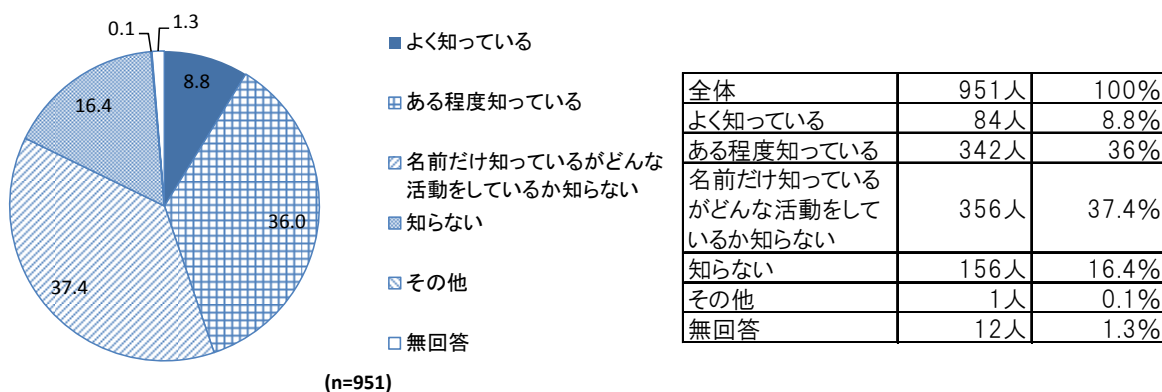 0.1
1.3
8.8
16.4
36.0
37.4
よく知っている
ある程度知っている
名前だけ知っているがどんな
活動をしているか知らない
知らない
その他
無回答
(n=951)
全体 951人 100%
よく知っている 84人 8.8%
ある程度知っている 342人 36%
名前だけ知っている
がどんな活動をして 356人 37.4%
いるか知らない
知らない 156人 16.4%
その他 1人 0.1%
無回答 12人 1.3%